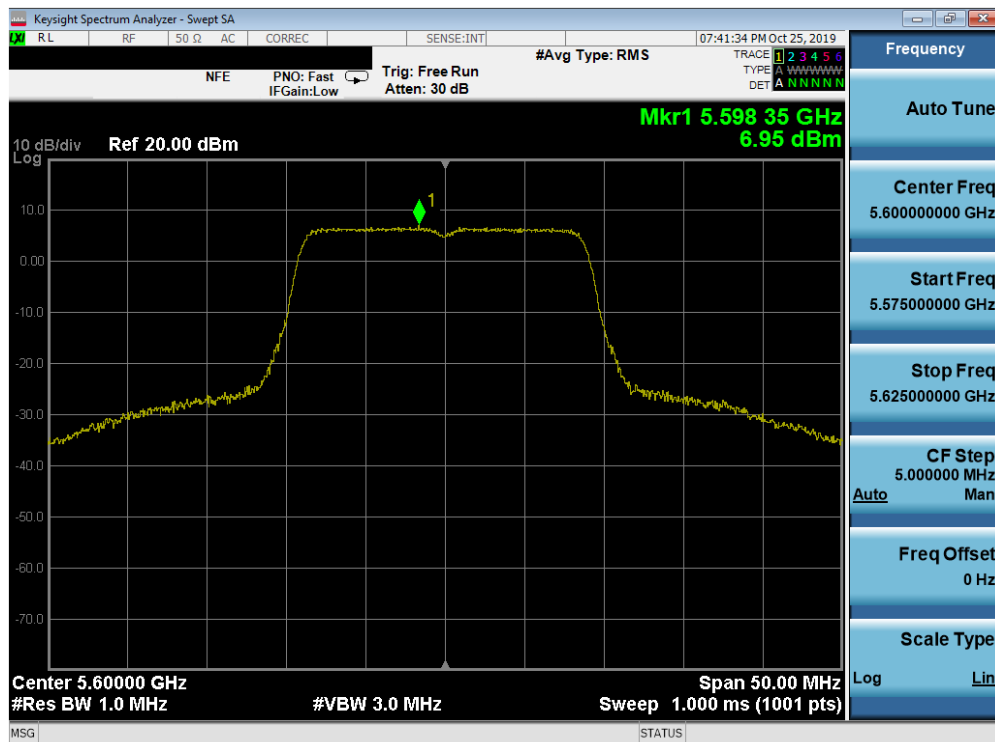 Keysight Spectrum Analyzer - Swept SA
LXI RL RF 50 Ω AC CORREC SENSE:INT 07:41:34 PM Oct 25, 2019
#Avg Type: RMS TRACE 1 2 3 4 5 6
NFE PNO: Fast Trig: Free Run TYPE A WWWWW
IFGain:Low Atten: 30 dB DET A N N N N N
Mkr1 5.598 35 GHz
6.95 dBm
10 dB/div Ref 20.00 dBm
Log
10.0
0.00
-10.0
-20.0
-30.0
-40.0
-50.0
-60.0
-70.0
1
Center 5.60000 GHz Span 50.00 MHz
#Res BW 1.0 MHz #VBW 3.0 MHz Sweep 1.000 ms (1001 pts)
MSG STATUS
Frequency
Auto Tune
Center Freq
5.600000000 GHz
Start Freq
5.575000000 GHz
Stop Freq
5.625000000 GHz
CF Step
5.000000 MHz
Auto Man
Freq Offset
0 Hz
Scale Type
Log Lin